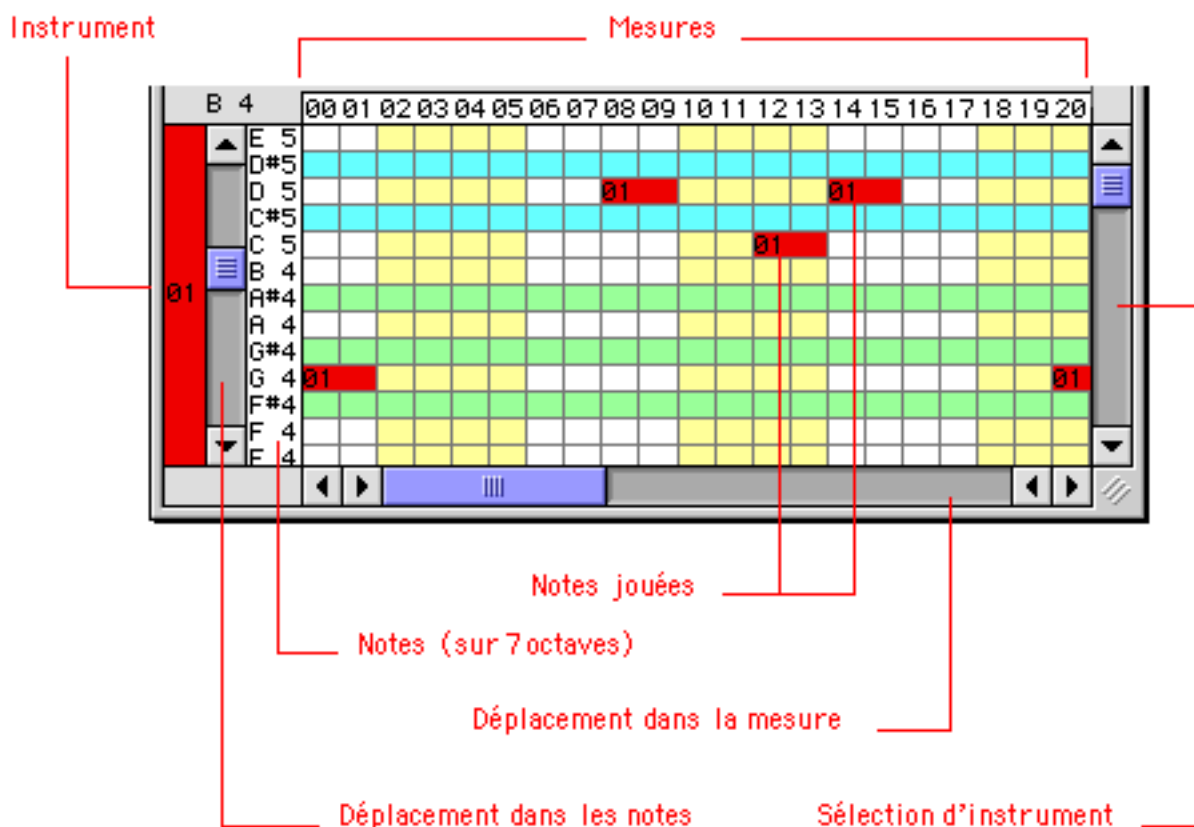 Instrument
Mesures
B 4
00 01 02 03 04 05 06 07 08 09 10 11 12 13 14 15 16 17 18 19 20
E 5
D#5
D 5 01 01
C#5
C 5 01
B 4
01
A#4
A 4
G#4
G 4 01 01
F#4
F 4
E 4
Notes jouées
Notes (sur 7 octaves)
Déplacement dans la mesure
Déplacement dans les notes
Sélection d'instrument